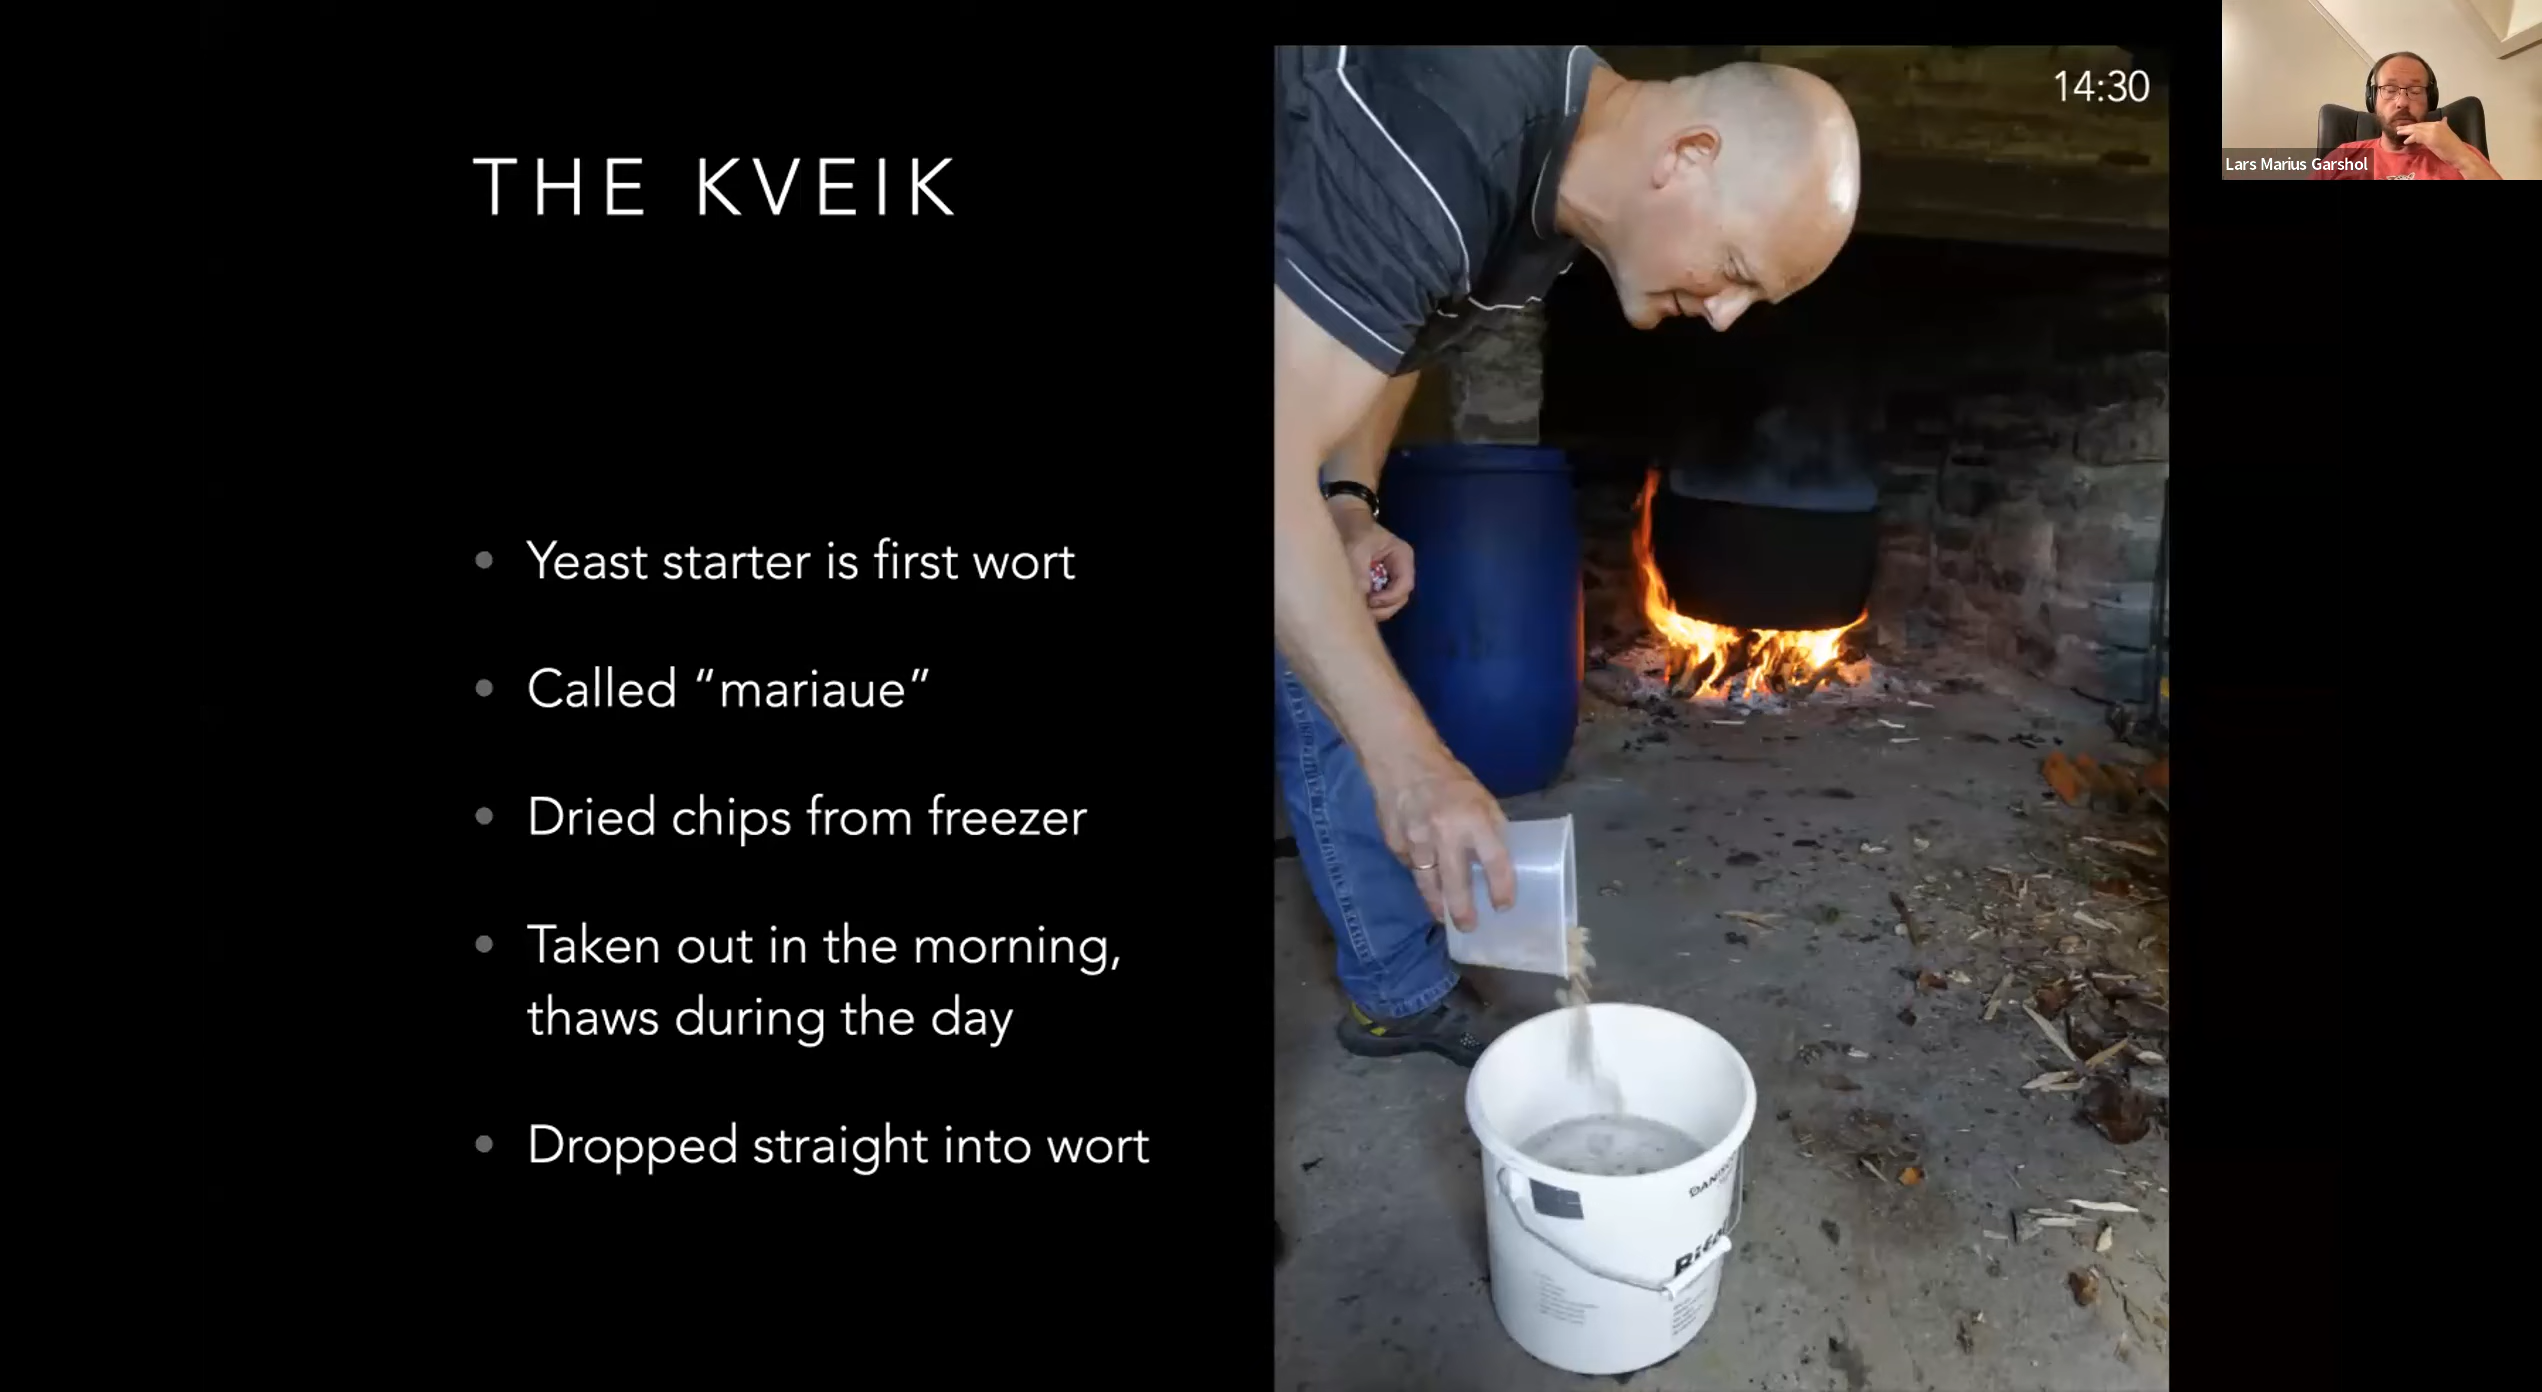 THE KVEIK
Yeast starter is first wort
Called “mariaue”
Dried chips from freezer
Taken out in the morning,
thaws during the day
Dropped straight into wort
14:30
Lars Marius Garshol